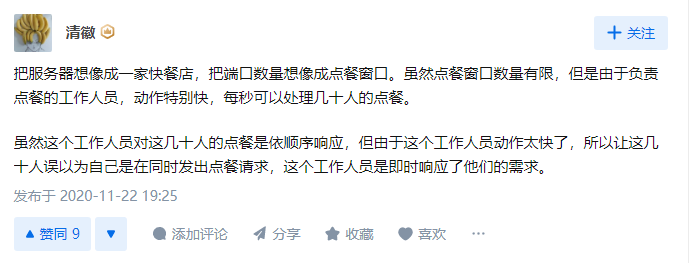 清徽
关注
把服务器想像成一家快餐店，把端口数量想像成点餐窗口。虽然点餐窗口数量有限，但是由于负责
点餐的工作人员，动作特别快，每秒可以处理几十人的点餐。
虽然这个工作人员对这几十人的点餐是依顺序响应，但由于这个工作人员动作太快了，所以让这几
十人误以为自己是在同时发出点餐请求，这个工作人员是即时响应了他们的需求。
发布于 2020-11-22 19:25
赞同 9 添加评论 分享 收藏 喜欢